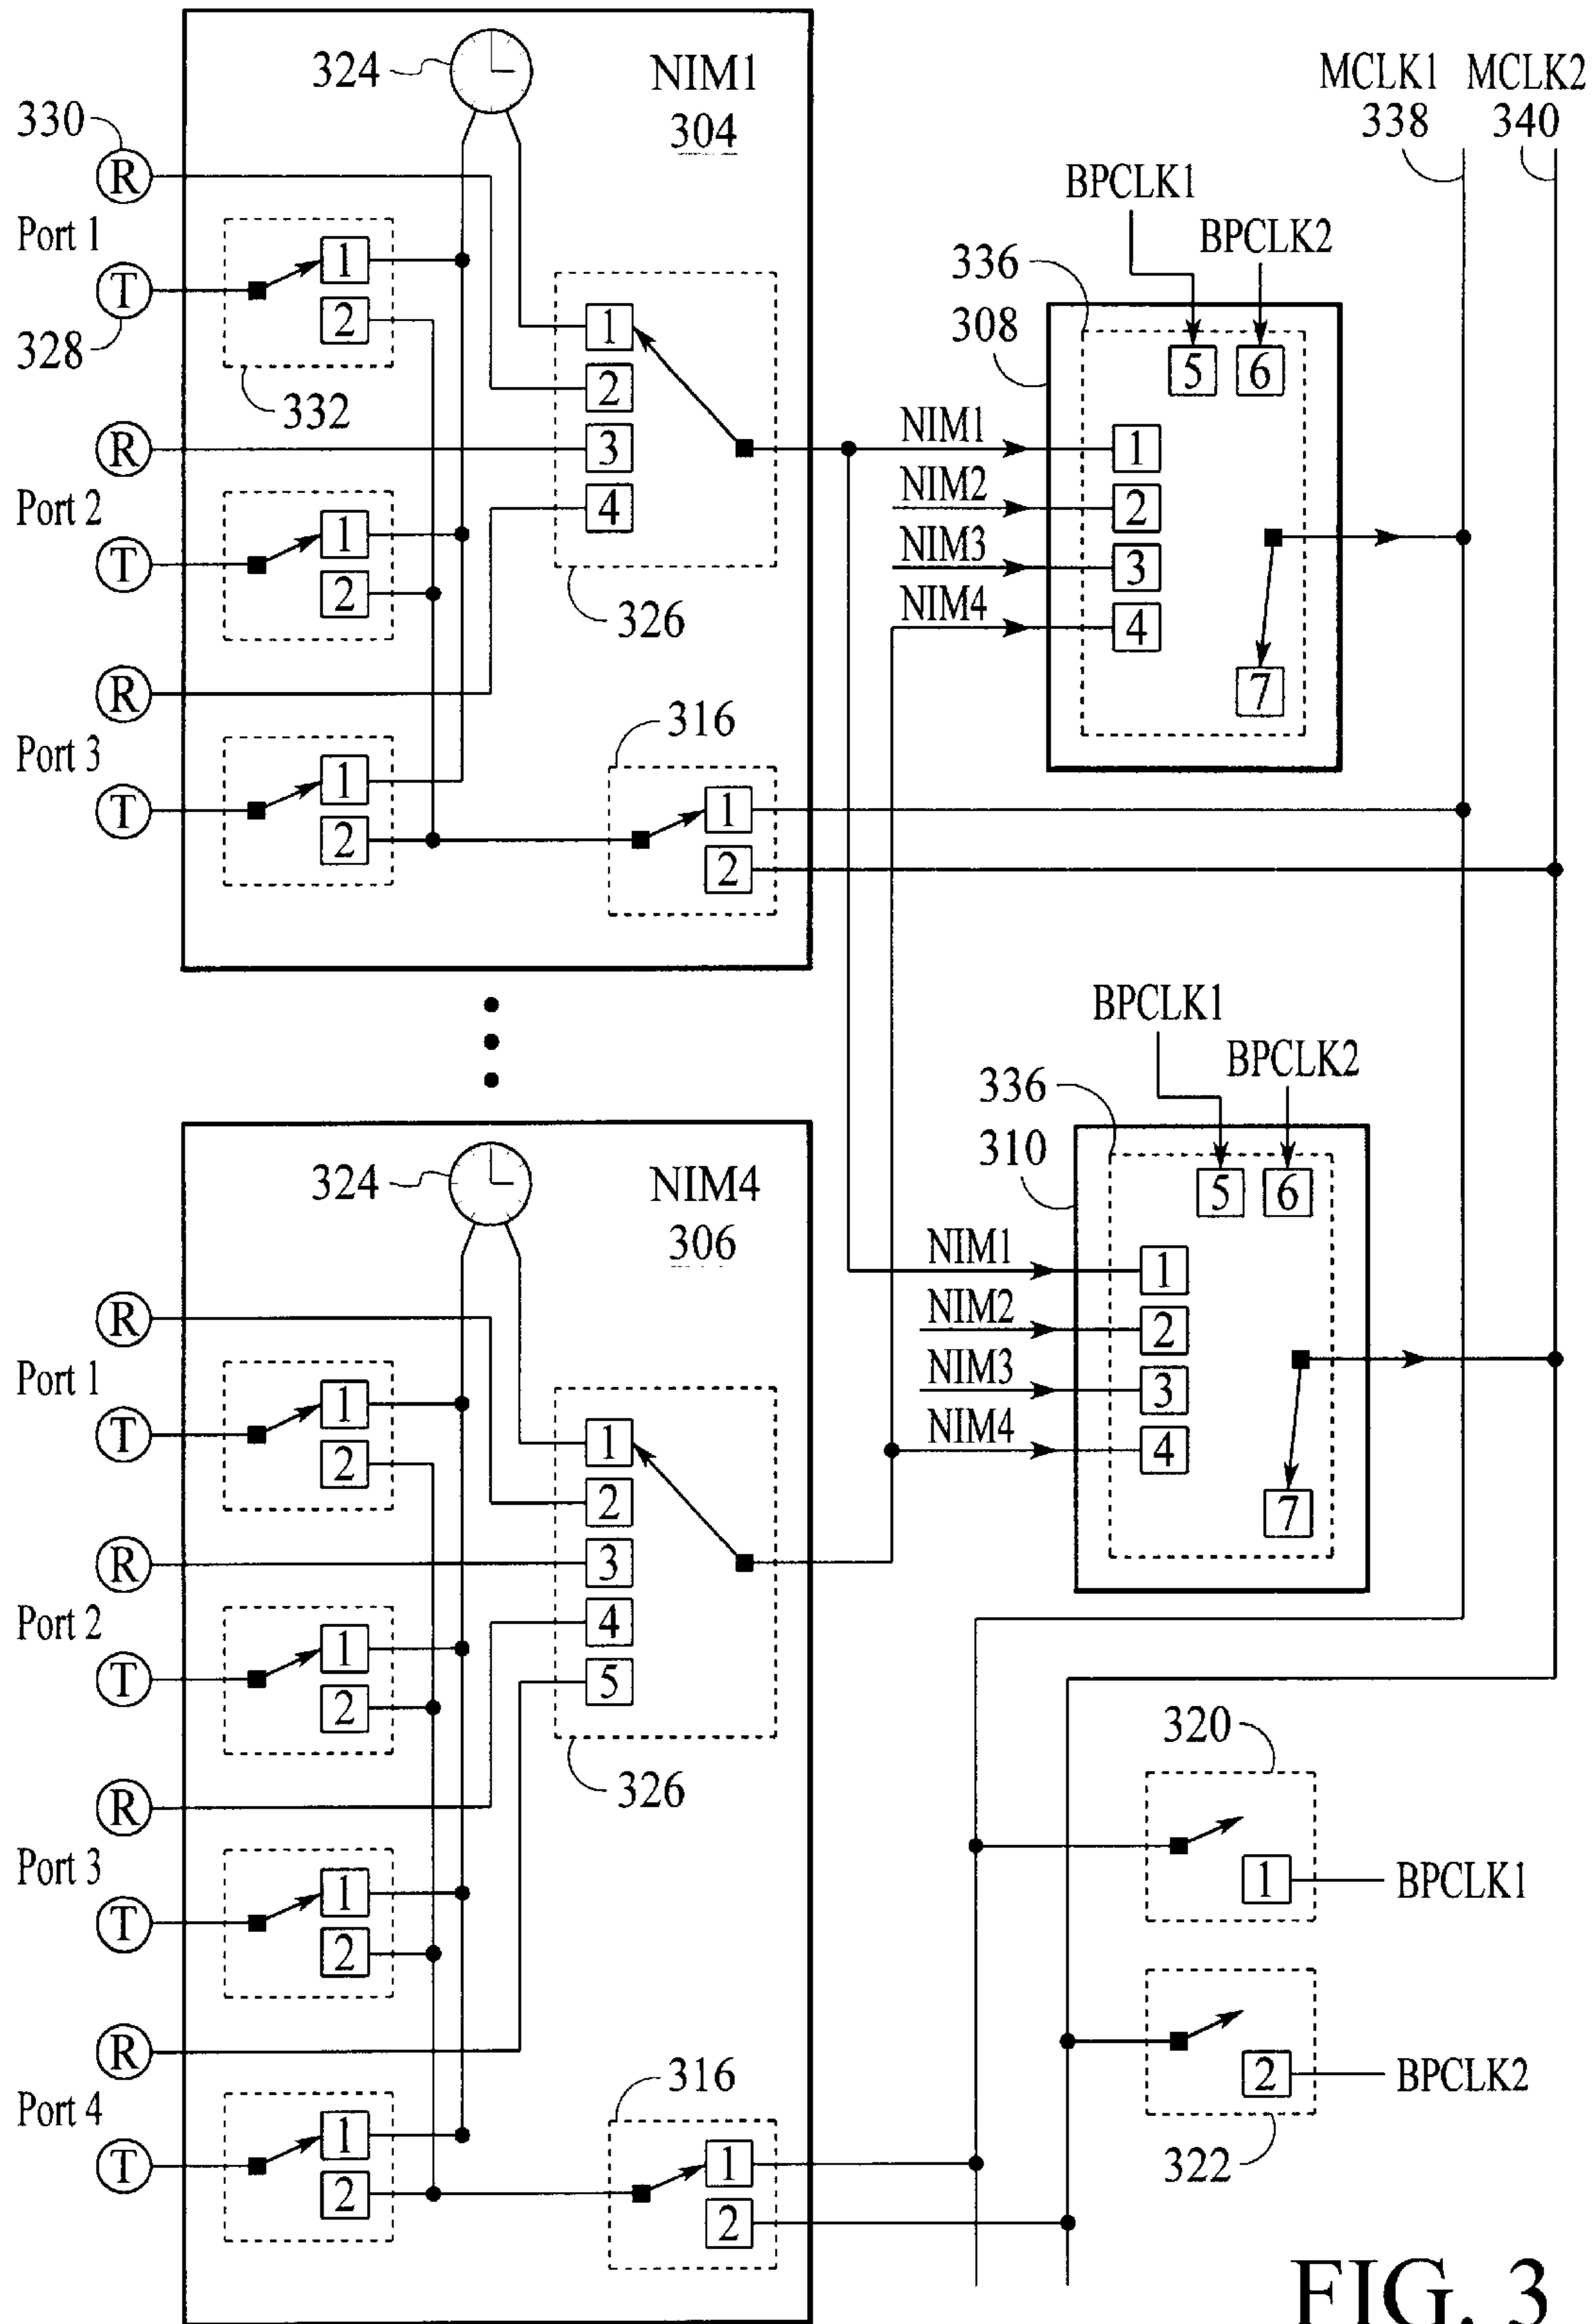 324
NIM1
304
MCLK1 MCLK2
338 340
330
R
Port 1
T
328
1
2
332
1
2
3
4
326
R
Port 2
T
1
2
R
Port 3
T
1
2
316
1
2
BPCLK1
BPCLK2
336
308
5 6
NIM1
1
NIM2
2
NIM3
3
NIM4
4
7
BPCLK1
BPCLK2
336
310
5 6
NIM1
1
NIM2
2
NIM3
3
NIM4
4
7
324
NIM4
306
R
Port 1
T
1
2
1
2
3
4
5
326
R
Port 2
T
1
2
R
Port 3
T
1
2
R
Port 4
T
1
2
316
1
2
320
1
BPCLK1
2
BPCLK2
322
FIG. 3